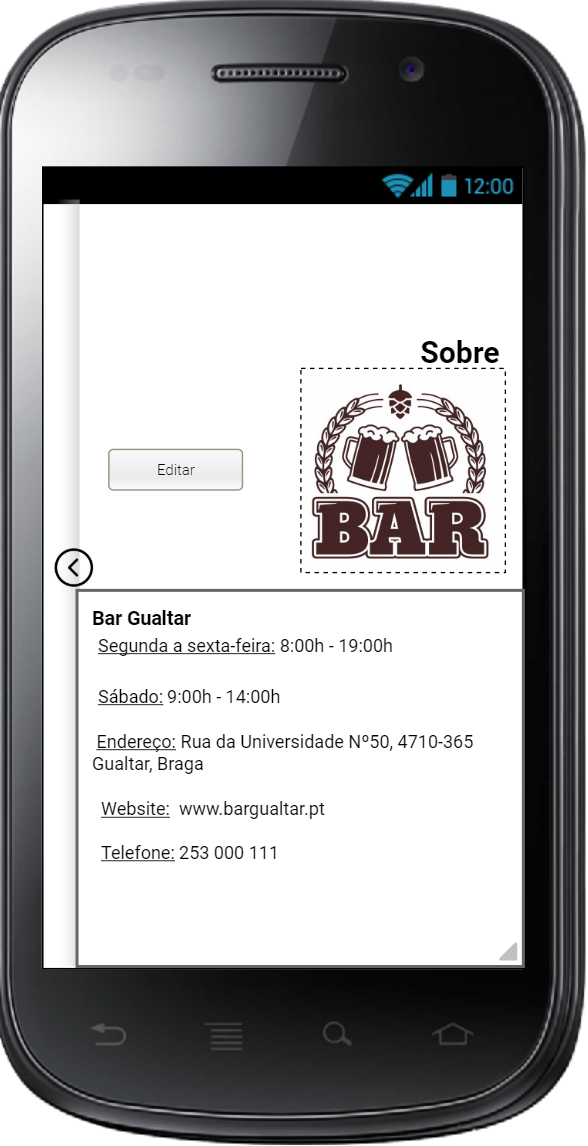 12:00
Sobre
BAR
Editar
Bar Gualtar
Segunda a sexta-feira: 8:00h - 19:00h
Sábado: 9:00h - 14:00h
Endereço: Rua da Universidade Nº50, 4710-365
Gualtar, Braga
Website: www.bargualtar.pt
Telefone: 253 000 111